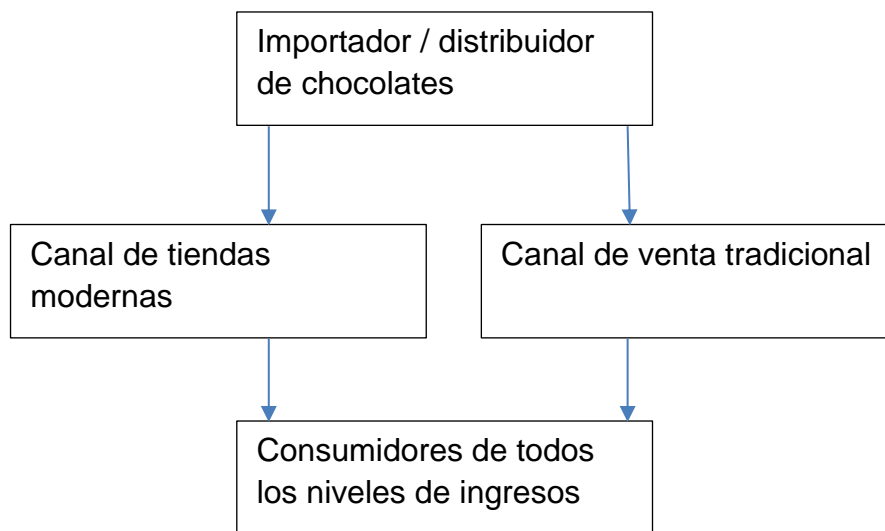 Importador / distribuidor
de chocolates
Canal de tiendas
modernas
Canal de venta tradicional
Consumidores de todos
los niveles de ingresos